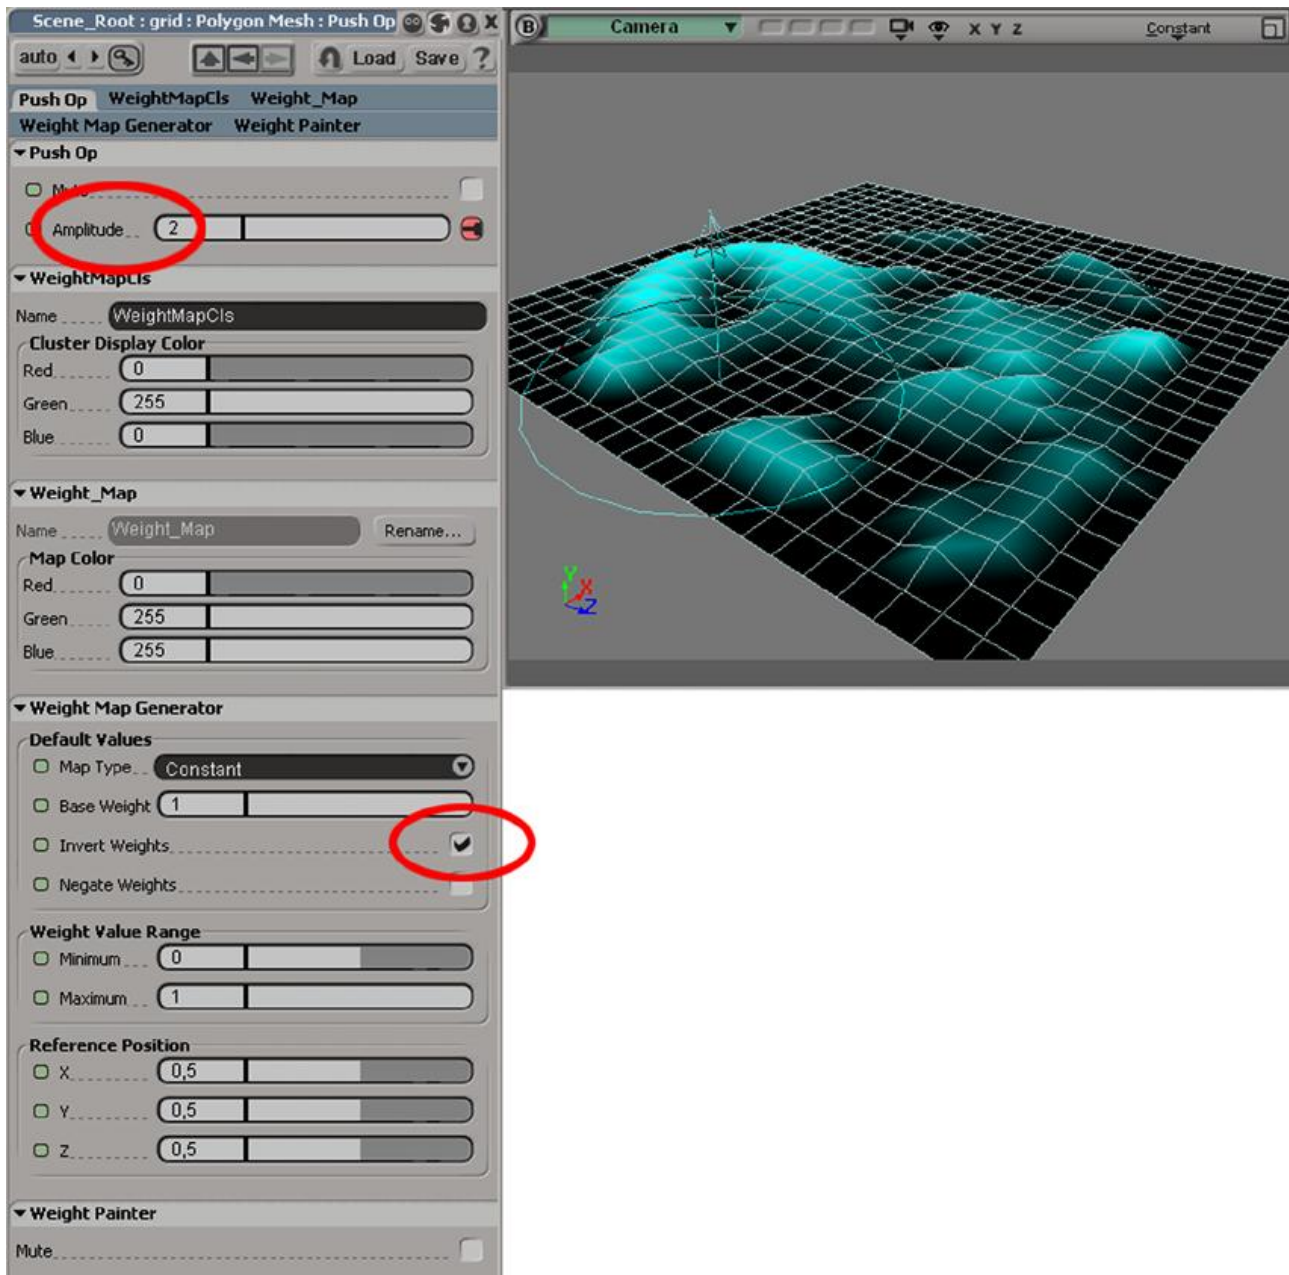 Scene_Root : grid : Polygon Mesh : Push Op
auto Load Save ?
Push Op WeightMapCls Weight_Map
Weight Map Generator Weight Painter
Push Op
Mute
Amplitude 2
WeightMapCls
Name WeightMapCls
Cluster Display Color
Red 0
Green 255
Blue 0
Weight_Map
Name Weight_Map Rename...
Map Color
Red 0
Green 255
Blue 255
Weight Map Generator
Default Values
Map Type Constant
Base Weight 1
Invert Weights
Negate Weights
Weight Value Range
Minimum 0
Maximum 1
Reference Position
X 0,5
Y 0,5
Z 0,5
Weight Painter
Mute
B Camera X Y Z Constant
Y
X
Z